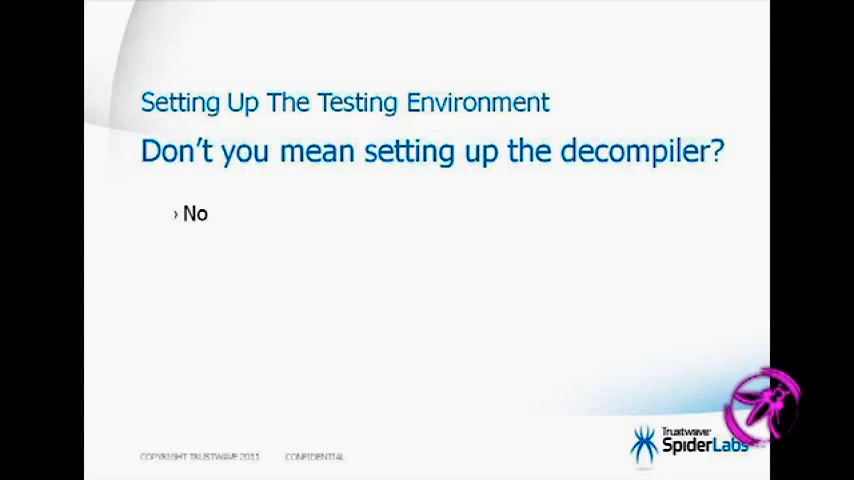 Setting Up The Testing Environment
Don't you mean setting up the decompiler?
› No
Trustwave®
SpiderLabs
COPYRIGHT TRUSTWAVE 2011 CONFIDENTIAL